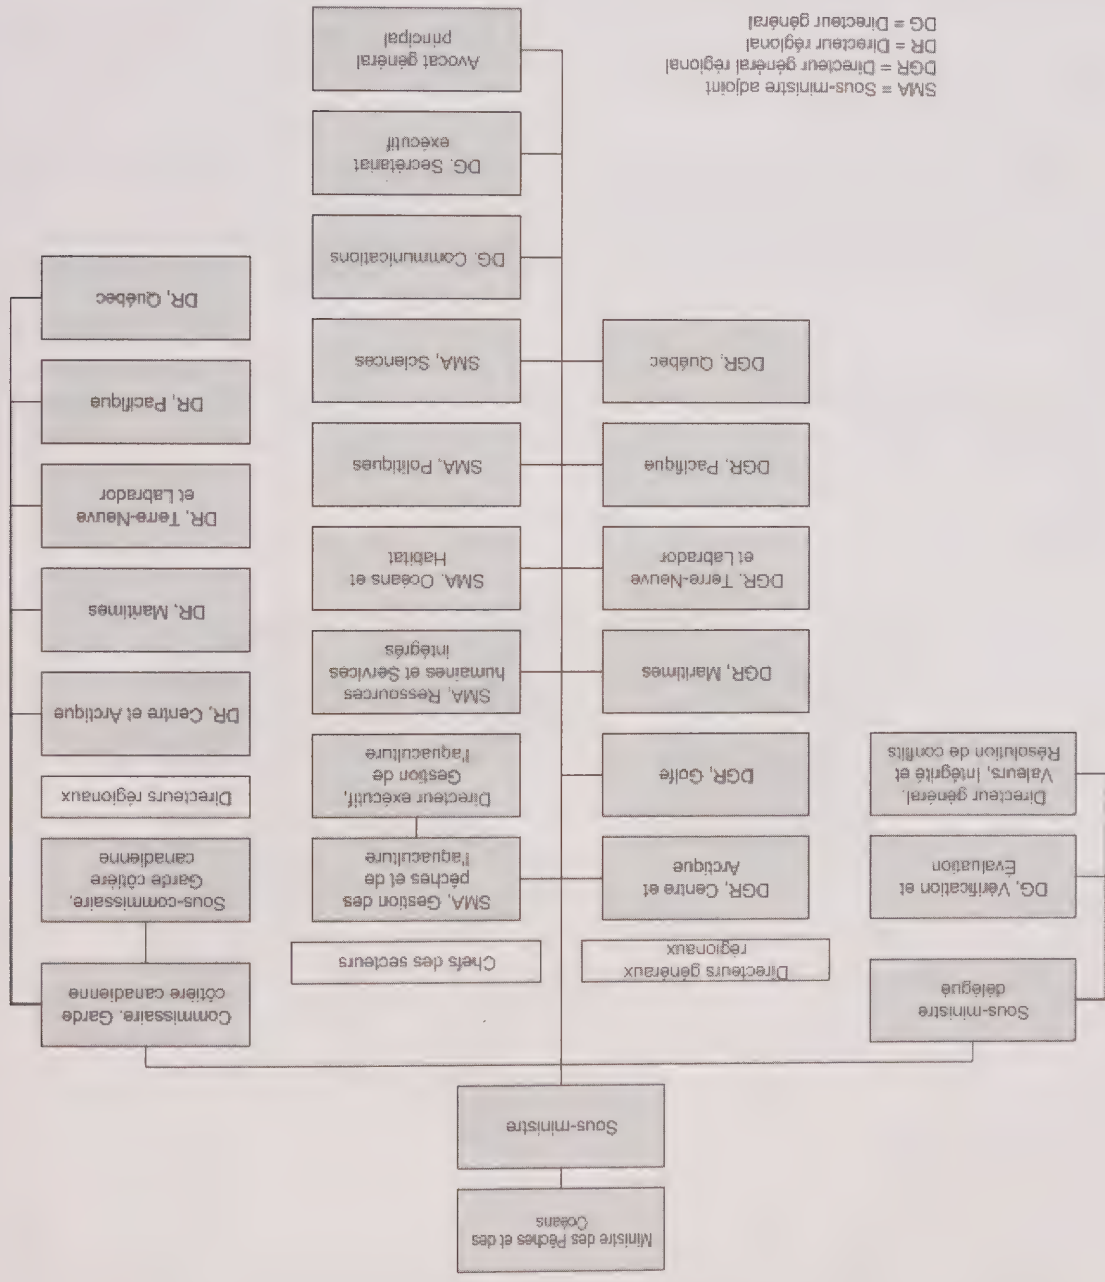 Ministre des Pêches et des
Océans
Sous-ministre
Commissaire. Garde
côtière canadienne
Sous-commissaire,
Garde côtière
canadienne
Directeurs régionaux
DR, Centre et Arctique
DR, Maritimes
DR, Terre-Neuve
et Labrador
DR, Pacifique
DR, Québec
Chefs des secteurs
SMA, Gestion des
pêches et de
l'aquaculture
Directeur exécutif,
Gestion de
l'aquaculture
SMA, Ressources
humaines et Services
intégrés
SMA. Océans et
Habitat
SMA, Politiques
SMA, Sciences
DG. Communications
DG. Secrétariat
exécutif
Avocat général
principal
Directeurs généraux
régionaux
DGR, Centre et
Arctique
DGR, Golfe
DGR, Maritimes
DGR. Terre-Neuve
et Labrador
DGR, Pacifique
DGR, Québec
Sous-ministre
délégué
DG, Vérification et
Évaluation
Directeur général.
Valeurs, Intégrité et
Résolution de conflits
SMA = Sous-ministre adjoint
DGR = Directeur général régional
DR = Directeur régional
DG = Directeur général